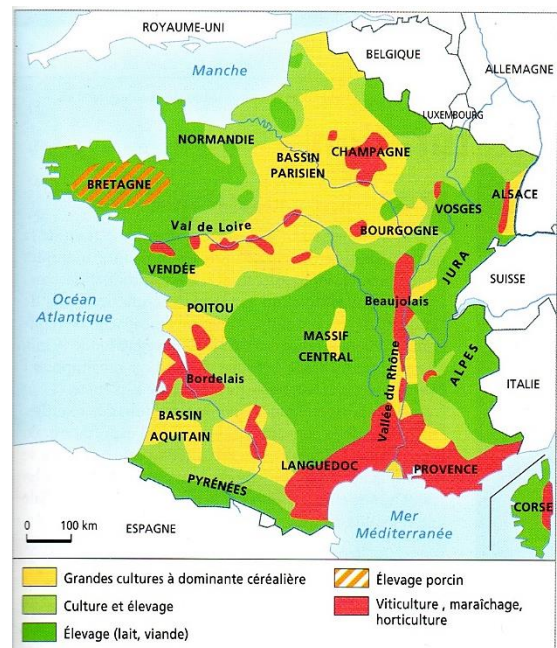 ROYAUME-UNI
BELGIQUE
ALLEMAGNE
Manche
LUXEMBOURG
NORMANDIE
CHAMPAGNE
BASSIN
PARISIEN
BRETAGNE
VOSGES
ALSACE
Val de Loire
BOURGOGNE
VENDÉE
JURA
SUISSE
Océan
Atlantique
POITOU
Beaujolais
MASSIF
CENTRAL
ALPES
Bordelais
Vallée du Rhône
ITALIE
BASSIN
AQUITAIN
LANGUEDOC
PROVENCE
PYRÉNÉES
CORSE
0 100 km
ESPAGNE
Mer
Méditerranée
Grandes cultures à dominante céréalière
Culture et élevage
Élevage (lait, viande)
Élevage porcin
Viticulture , maraîchage,
horticulture